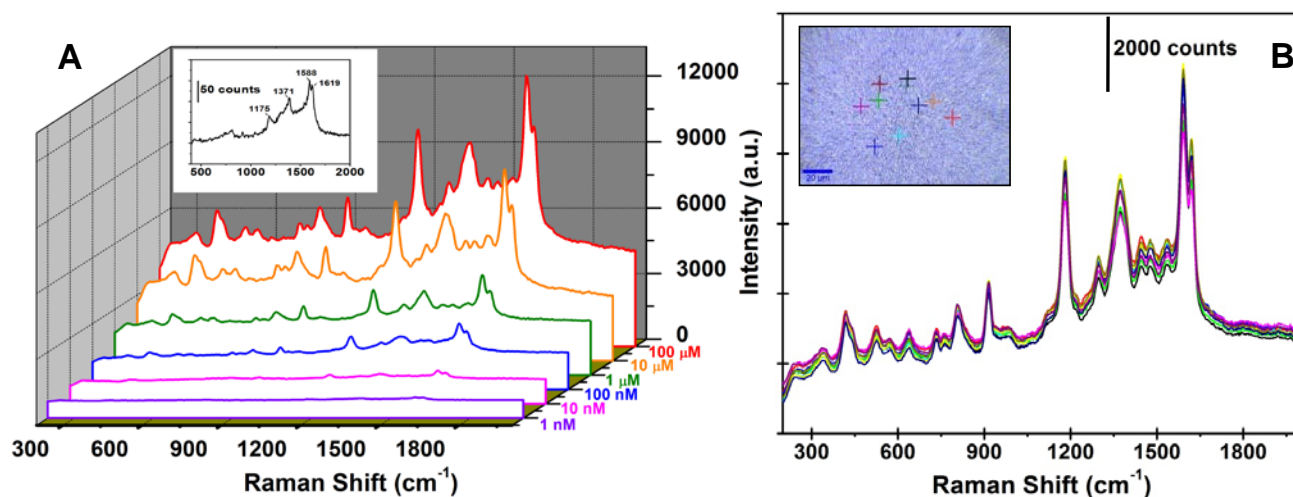 A
50 counts
1175
1371
1588
1619
500 1000 1500 2000
12000
9000
6000
3000
0
100 μM
10 μM
1 μM
100 nM
10 nM
1 nM
300 600 900 1200 1500 1800
Raman Shift (cm⁻¹)
B
2000 counts
20 μm
Intensity (a.u.)
300 600 900 1200 1500 1800
Raman Shift (cm⁻¹)